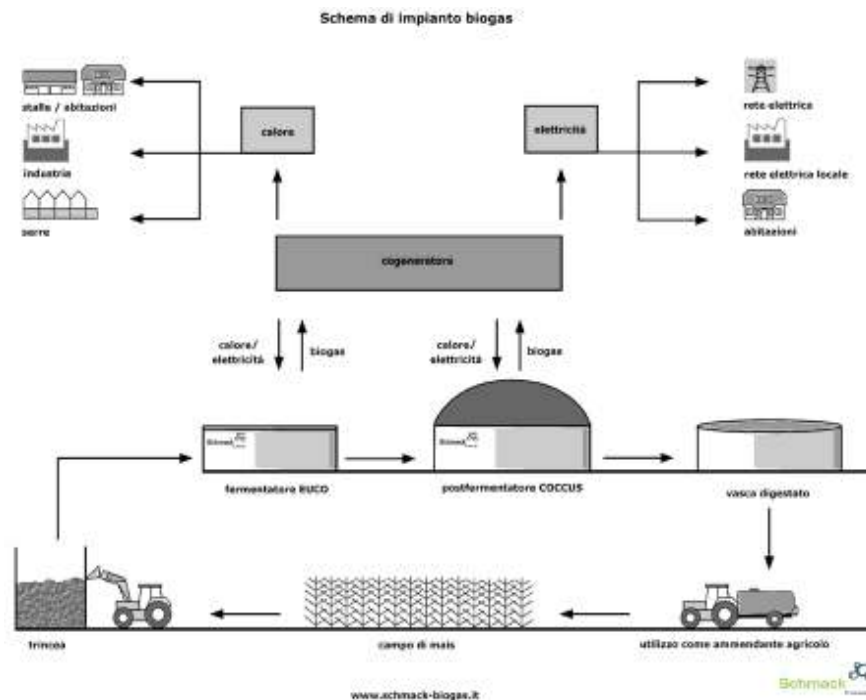 Schema di impianto biogas
stalle / abitazioni
calore
elettricità
rete elettrica
industria
rete elettrica locale
serre
abitazioni
cogeneratore
calore/
elettricità
biogas
calore/
elettricità
biogas
Schmack
Schmack
fermentatore EUCO
postfermentatore COCCUS
vasca digestato
trincea
campo di mais
utilizzo come ammendante agricolo
www.schmack-biogas.it
Schmack